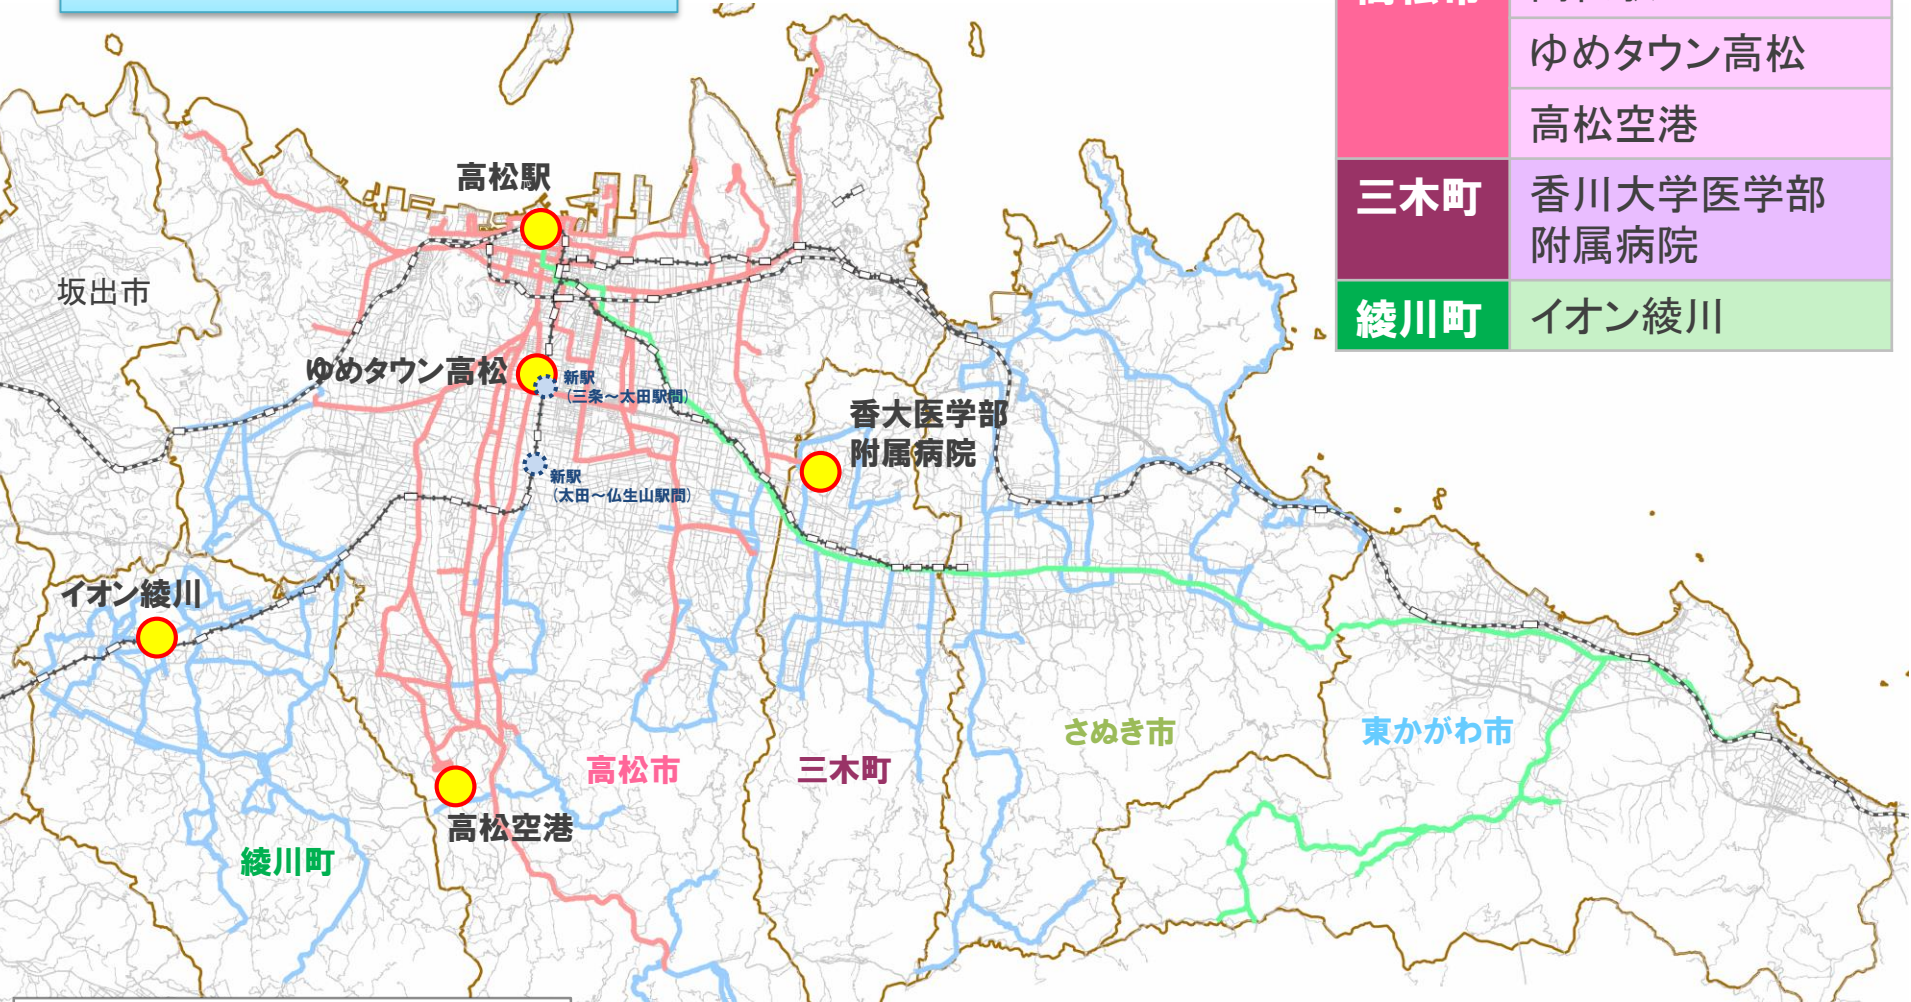 ゆめタウン高松
高松空港
三木町
香川大学医学部
附属病院
綾川町
イオン綾川
高松駅
坂出市
ゆめタウン高松
新駅
(三条～太田駅間)
香大医学部
附属病院
新駅
(太田～仏生山駅間)
イオン綾川
さぬき市
東かがわ市
高松市
三木町
高松空港
綾川町